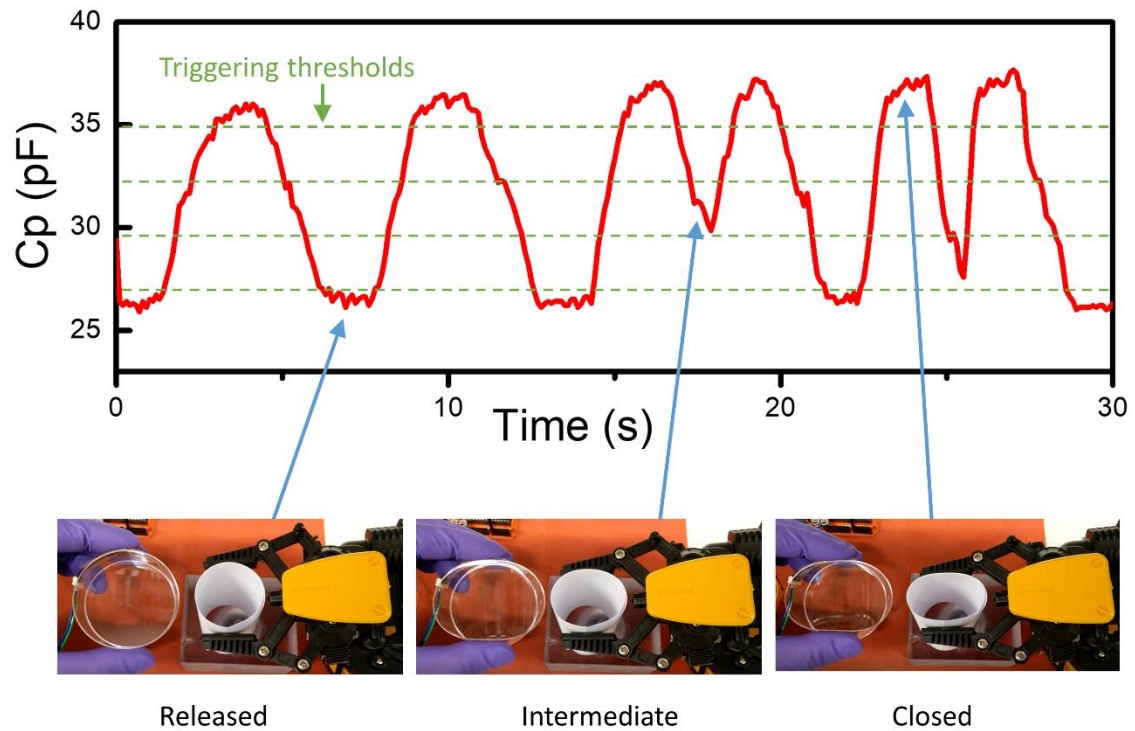 40
Triggering thresholds
35
Cp (pF)
30
25
0
10
20
30
Time (s)
Released
Intermediate
Closed